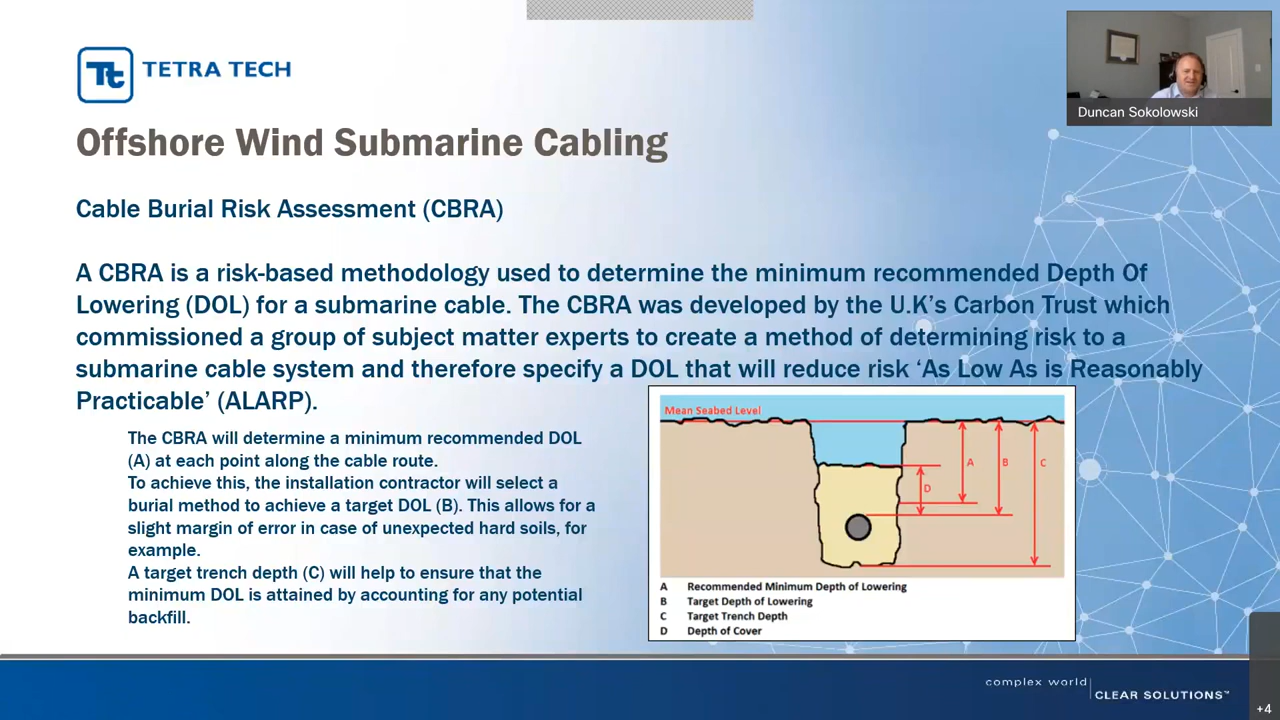 Tt TETRA TECH
Duncan Sokolowski
Offshore Wind Submarine Cabling
Cable Burial Risk Assessment (CBRA)
A CBRA is a risk-based methodology used to determine the minimum recommended Depth Of
Lowering (DOL) for a submarine cable. The CBRA was developed by the U.K's Carbon Trust which
commissioned a group of subject matter experts to create a method of determining risk to a
submarine cable system and therefore specify a DOL that will reduce risk ‘As Low As is Reasonably
Practicable’ (ALARP).
The CBRA will determine a minimum recommended DOL
(A) at each point along the cable route.
To achieve this, the installation contractor will select a
burial method to achieve a target DOL (B). This allows for a
slight margin of error in case of unexpected hard soils, for
example.
A target trench depth (C) will help to ensure that the
minimum DOL is attained by accounting for any potential
backfill.
Mean Seabed Level
A
B
C
D
A Recommended Minimum Depth of Lowering
B Target Depth of Lowering
C Target Trench Depth
D Depth of Cover
complex world
CLEAR SOLUTIONS™
+4